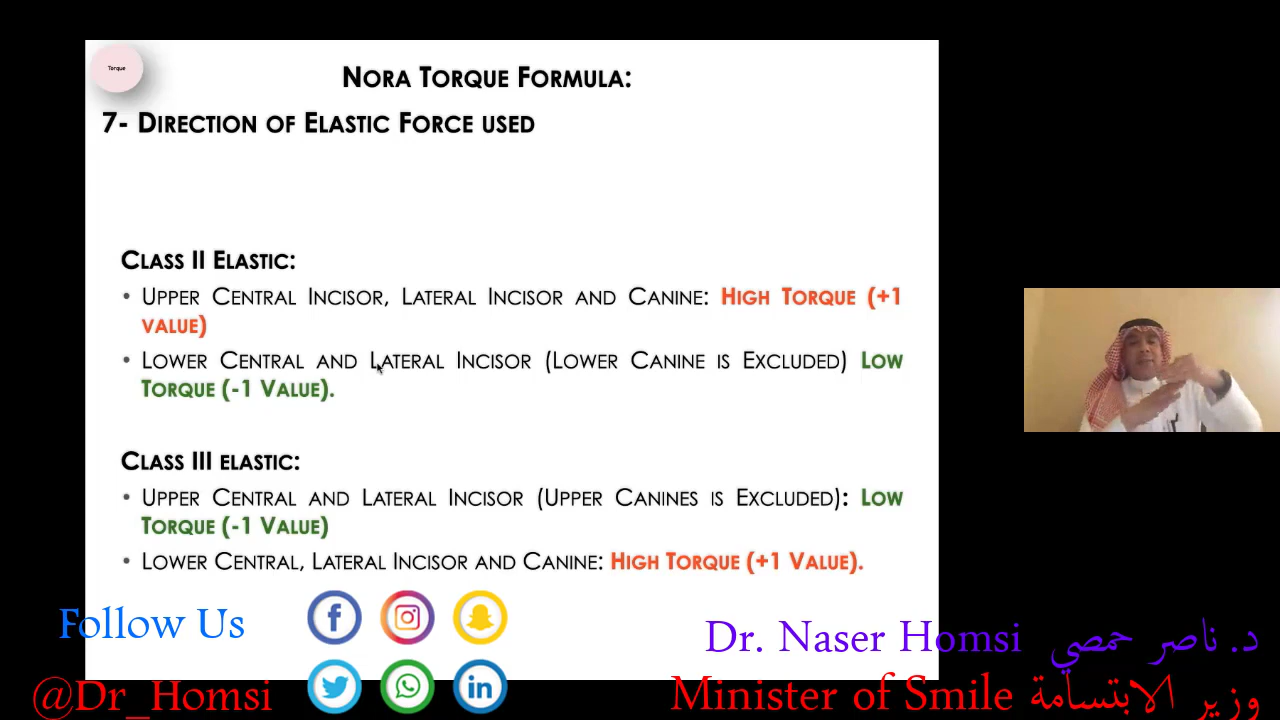 Torque
Nora Torque Formula:
7- Direction of Elastic Force used
Class II Elastic:
• Upper Central Incisor, Lateral Incisor and Canine: High Torque (+1
value)
• Lower Central and Lateral Incisor (Lower Canine is Excluded) Low
Torque (-1 Value).
Class III elastic:
• Upper Central and Lateral Incisor (Upper Canines is Excluded): Low
Torque (-1 Value)
• Lower Central, Lateral Incisor and Canine: High Torque (+1 Value).
Follow Us
Dr. Naser Homsi د. ناصر حمصي
@Dr_Homsi
Minister of Smile وزير الابتسامة